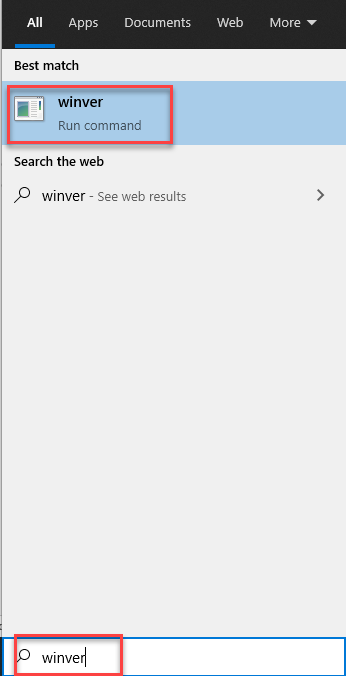 All Apps Documents Web More
Best match
winver
Run command
Search the web
winver - See web results
winver